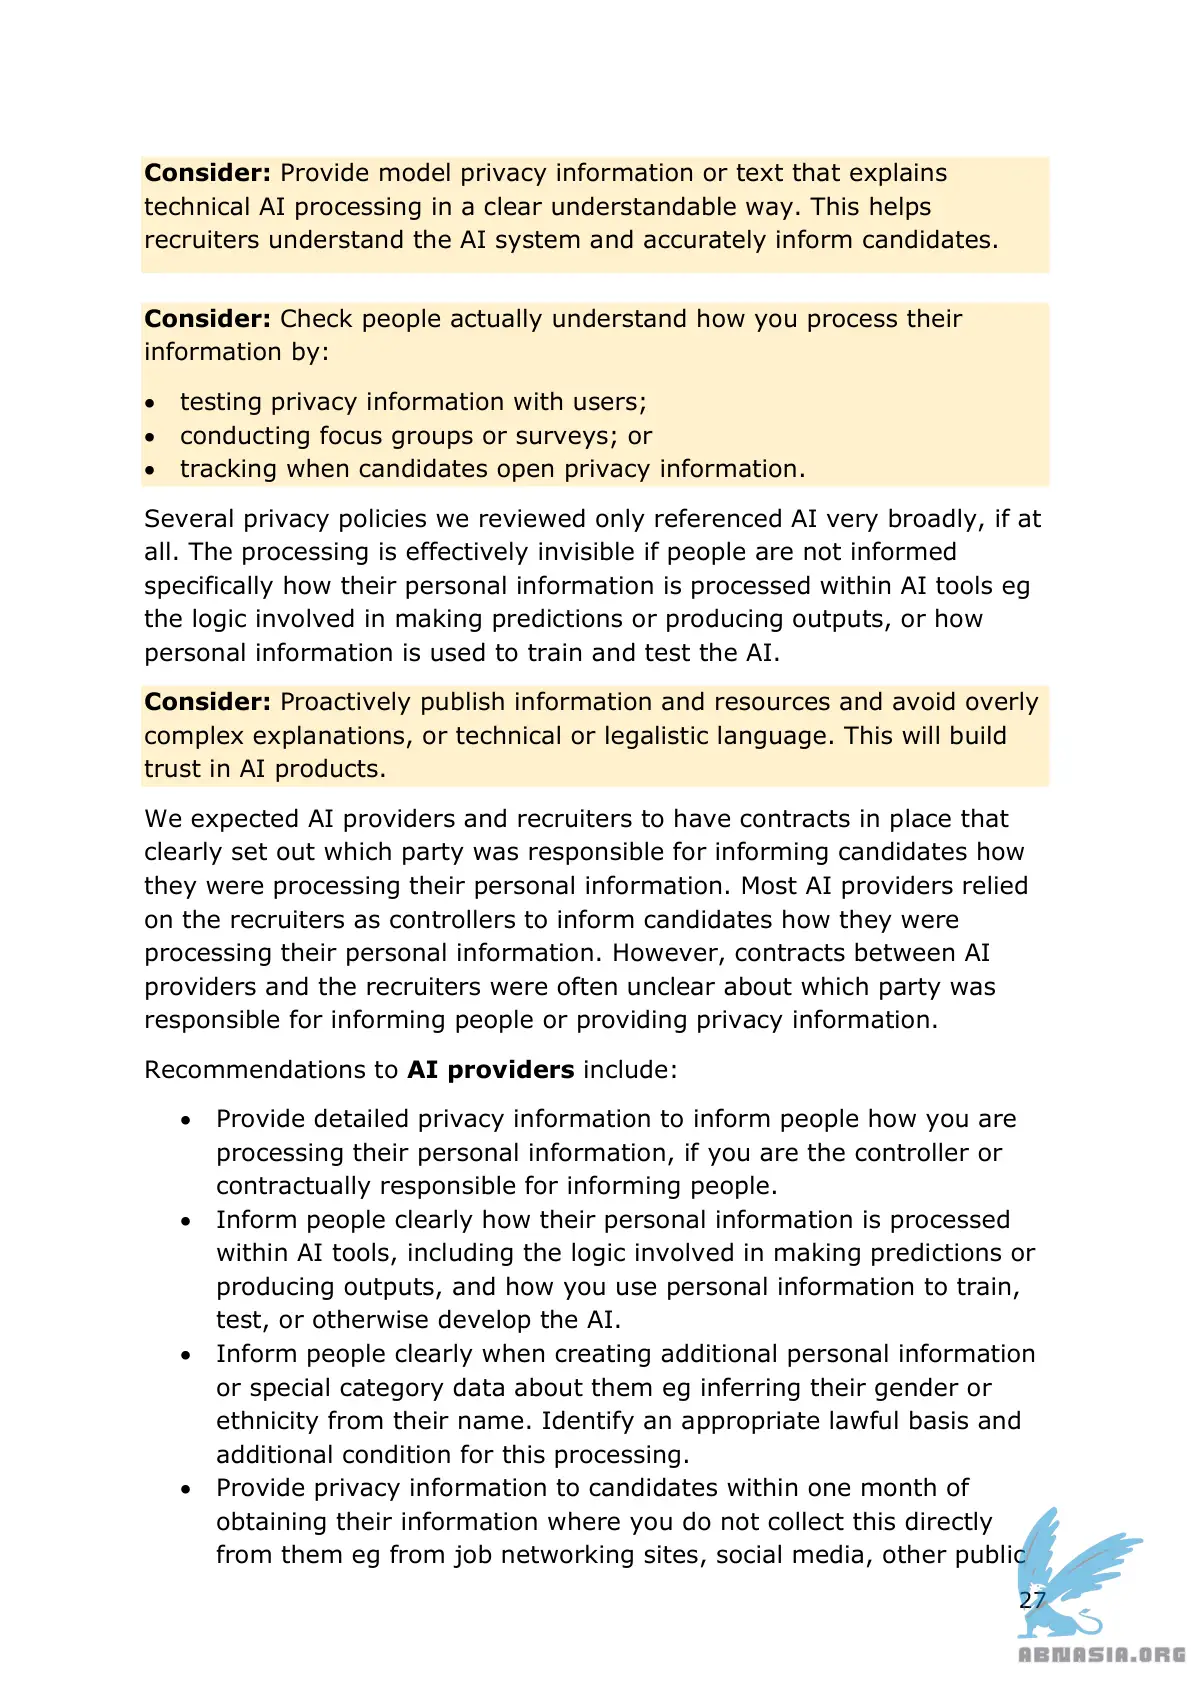 Consider: Provide model privacy information or text that explains
technical AI processing in a clear understandable way. This helps
recruiters understand the AI system and accurately inform candidates.
Consider: Check people actually understand how you process their
information by:
• testing privacy information with users;
• conducting focus groups or surveys; or
• tracking when candidates open privacy information.
Several privacy policies we reviewed only referenced AI very broadly, if at
all. The processing is effectively invisible if people are not informed
specifically how their personal information is processed within AI tools eg
the logic involved in making predictions or producing outputs, or how
personal information is used to train and test the AI.
Consider: Proactively publish information and resources and avoid overly
complex explanations, or technical or legalistic language. This will build
trust in AI products.
We expected AI providers and recruiters to have contracts in place that
clearly set out which party was responsible for informing candidates how
they were processing their personal information. Most AI providers relied
on the recruiters as controllers to inform candidates how they were
processing their personal information. However, contracts between AI
providers and the recruiters were often unclear about which party was
responsible for informing people or providing privacy information.
Recommendations to AI providers include:
• Provide detailed privacy information to inform people how you are
processing their personal information, if you are the controller or
contractually responsible for informing people.
• Inform people clearly how their personal information is processed
within AI tools, including the logic involved in making predictions or
producing outputs, and how you use personal information to train,
test, or otherwise develop the AI.
• Inform people clearly when creating additional personal information
or special category data about them eg inferring their gender or
ethnicity from their name. Identify an appropriate lawful basis and
additional condition for this processing.
• Provide privacy information to candidates within one month of
obtaining their information where you do not collect this directly
from them eg from job networking sites, social media, other public
27
ABNASIA.ORG